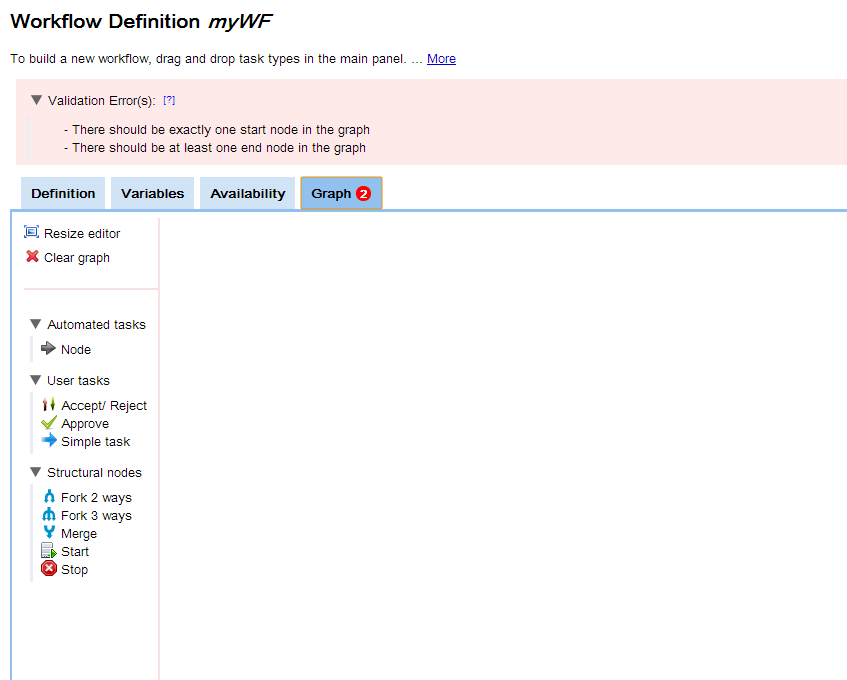 Workflow Definition myWF
To build a new workflow, drag and drop task types in the main panel. ... More
Validation Error(s): [?]
- There should be exactly one start node in the graph
- There should be at least one end node in the graph
Definition Variables Availability Graph 2
Resize editor
Clear graph
Automated tasks
Node
User tasks
Accept/ Reject
Approve
Simple task
Structural nodes
Fork 2 ways
Fork 3 ways
Merge
Start
Stop